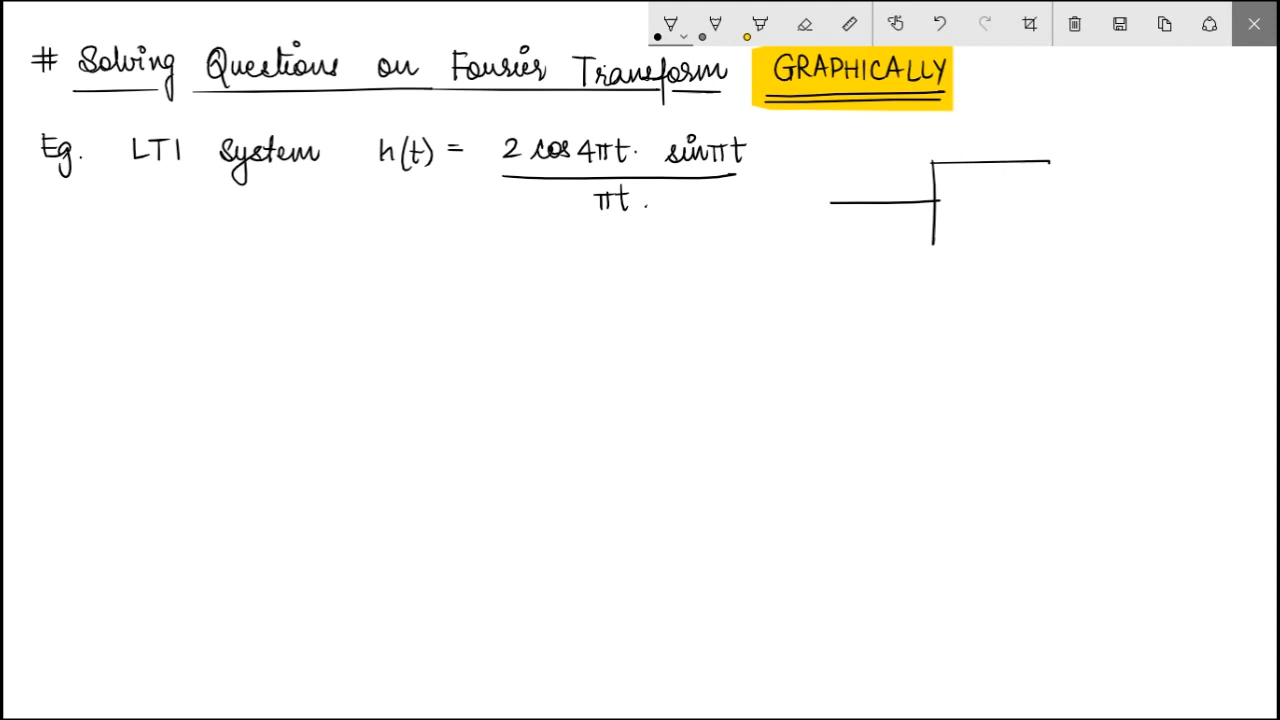 # Solving Questions on Fourier Transform GRAPHICALLY
Eg. LTI system h(t) = 2 cos 4πt. sinπt
πt.